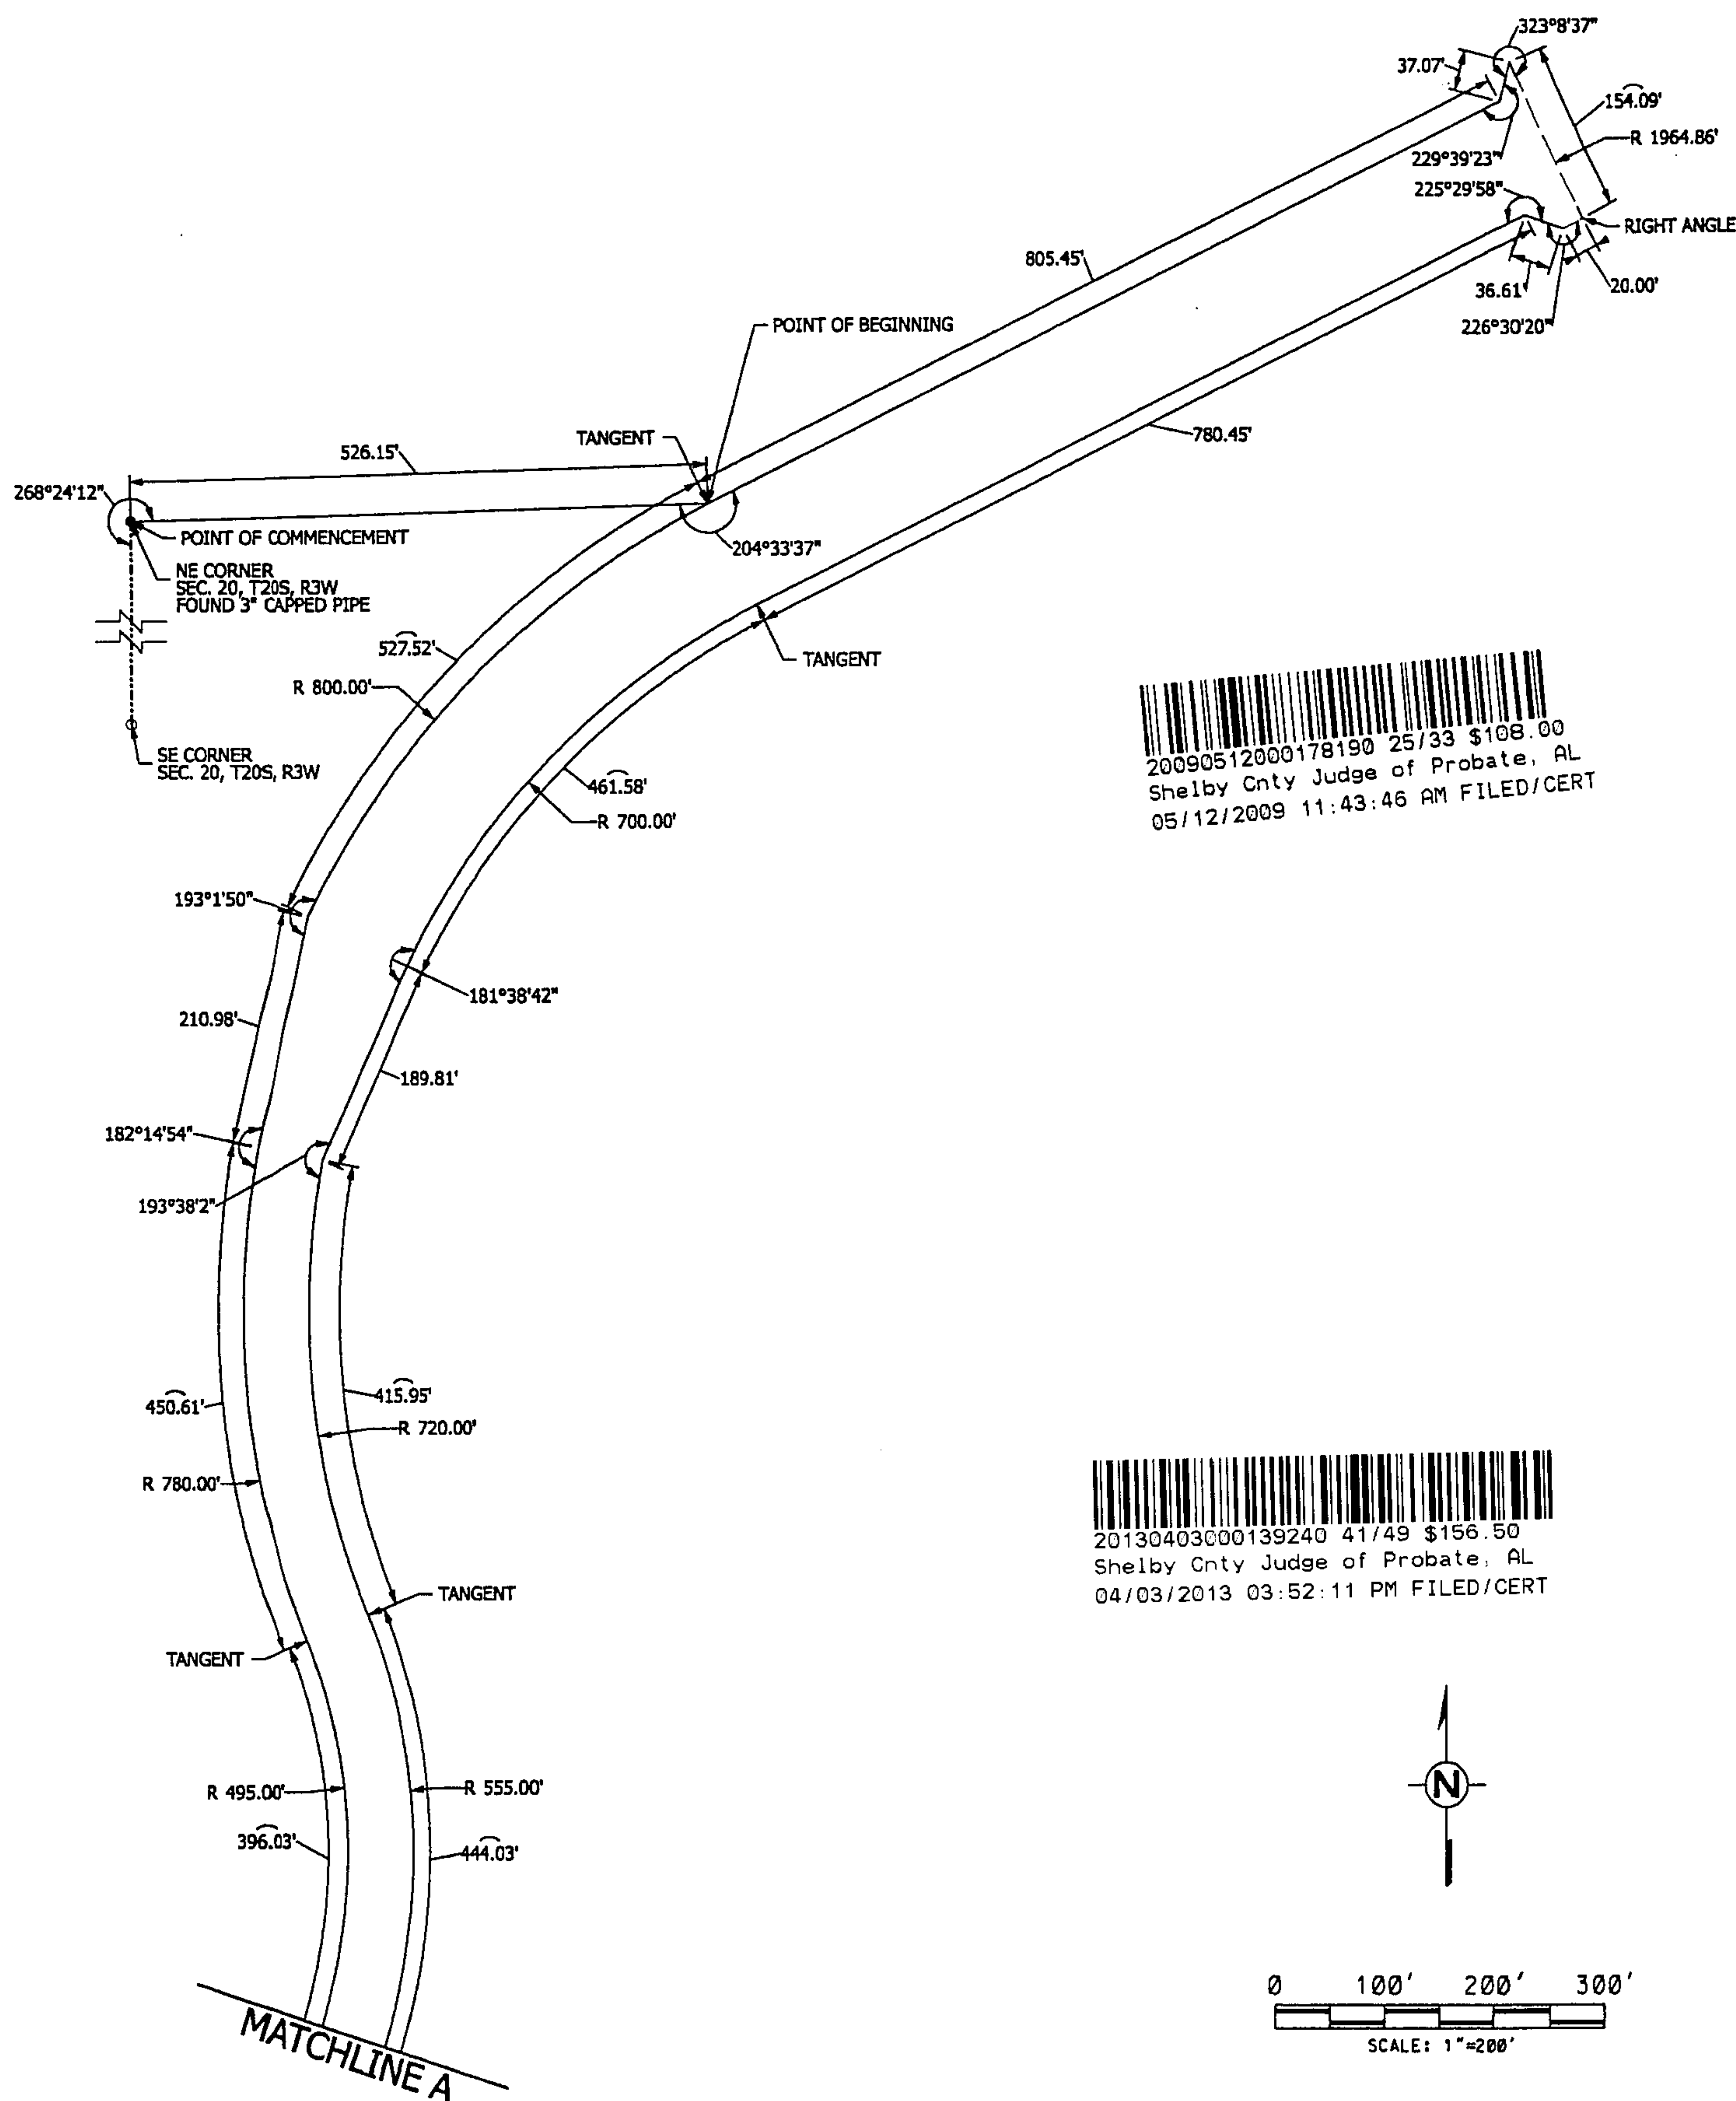 323°8'37"
37.07'
154.09'
R 1964.86'
229°39'23"
225°29'58"
RIGHT ANGLE
805.45'
36.61'
20.00'
226°30'20"
POINT OF BEGINNING
TANGENT
526.15'
780.45'
268°24'12"
POINT OF COMMENCEMENT
204°33'37"
NE CORNER
SEC. 20, T20S, R3W
FOUND 3" CAPPED PIPE
527.52'
TANGENT
R 800.00'
SE CORNER
SEC. 20, T20S, R3W
461.58'
R 700.00'
20090512000178190 25/33 $108.00
Shelby Cnty Judge of Probate, AL
05/12/2009 11:43:46 AM FILED/CERT
193°1'50"
181°38'42"
210.98'
189.81'
182°14'54"
193°38'2"
450.61'
415.95'
R 720.00'
R 780.00'
20130403000139240 41/49 $156.50
Shelby Cnty Judge of Probate, AL
04/03/2013 03:52:11 PM FILED/CERT
TANGENT
TANGENT
R 495.00'
R 555.00'
396.03'
444.03'
N
MATCHLINE A
0 100' 200' 300'
SCALE: 1"=200'